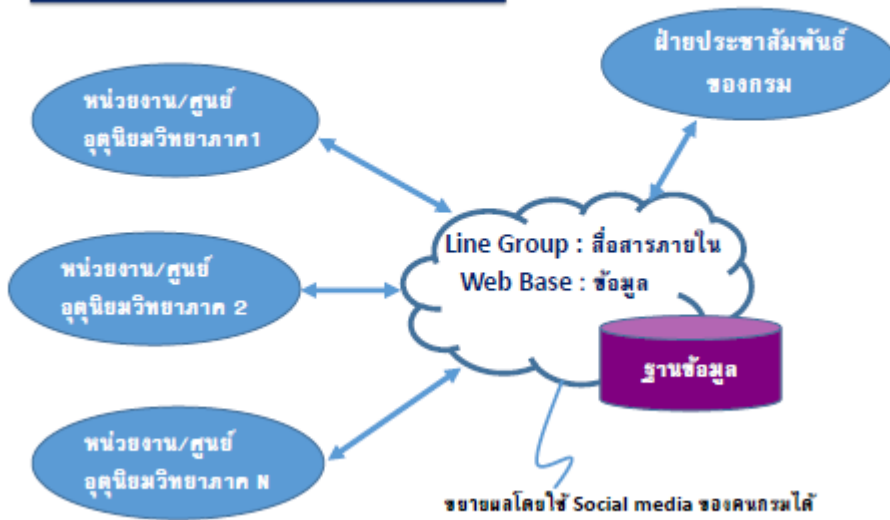 ฝ่ายประชาสัมพันธ์
ของกรม
หน่วยงาน/ศูนย์
อุตุนิยมวิทยาภาค1
Line Group : สื่อสารภายใน
Web Base : ข้อมูล
หน่วยงาน/ศูนย์
อุตุนิยมวิทยาภาค 2
ฐานข้อมูล
หน่วยงาน/ศูนย์
อุตุนิยมวิทยาภาค N
ขยายผลโดยใช้ Social media ของคนกรมได้